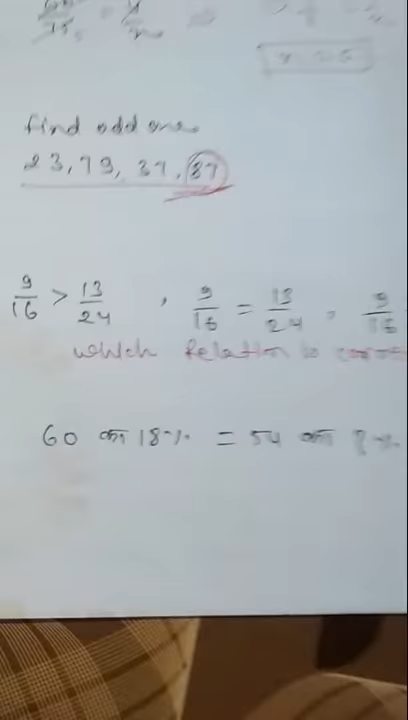 find odd one
23, 73, 37, 87
9/16 > 13/24 , 9/16 = 13/24 , 9/16
which Relation is
60 का 18% = 54 का ?%